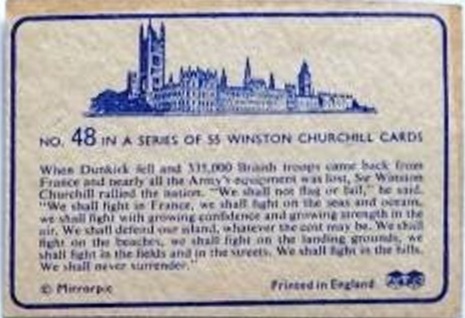 NO. 48 IN A SERIES OF 55 WINSTON CHURCHILL CARDS
When Dunkirk fell and 335,000 British troops came back from
France and nearly all the Army's equipment was lost, Sir Winston
Churchill rallied the nation. "We shall not flag or fail," he said.
"We shall fight in France, we shall fight on the seas and oceans,
we shall fight with growing confidence and growing strength in the
air. We shall defend our island, whatever the cost may be. We shall
fight on the beaches, we shall fight on the landing grounds, we
shall fight in the fields and in the streets. We shall fight in the hills.
We shall never surrender."
© Mirrorpic
Printed in England